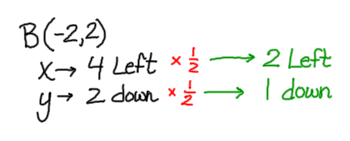 B(-2,2)
x→ 4 Left × 1/2 → 2 Left
y→ 2 down × 1/2 → 1 down